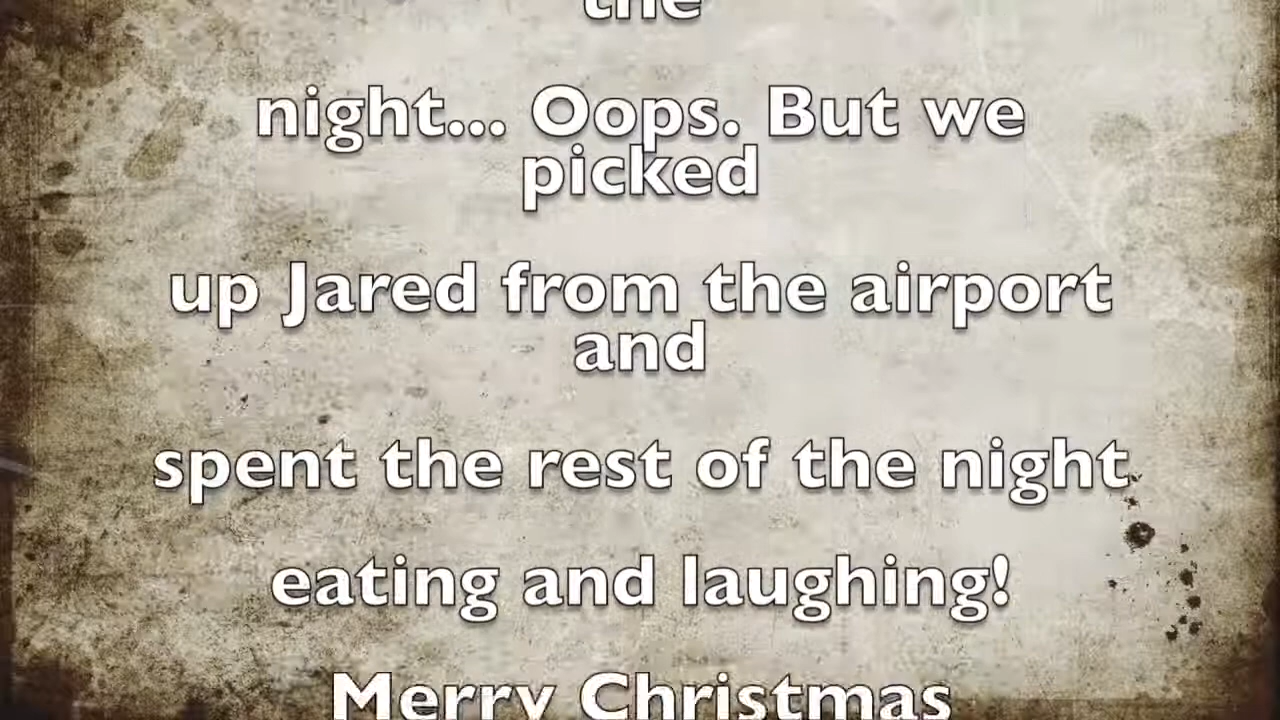 the
night... Oops. But we
picked
up Jared from the airport
and
spent the rest of the night
eating and laughing!
Merry Christmas